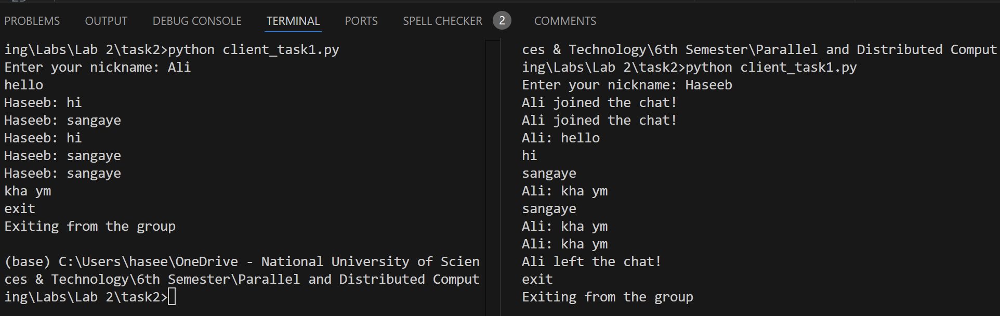 PROBLEMS OUTPUT DEBUG CONSOLE TERMINAL PORTS SPELL CHECKER 2 COMMENTS
ing\Labs\Lab 2\task2>python client_task1.py
Enter your nickname: Ali
hello
Haseeb: hi
Haseeb: sangaye
Haseeb: hi
Haseeb: sangaye
Haseeb: sangaye
kha ym
exit
Exiting from the group
(base) C:\Users\hasee\OneDrive - National University of Scien
ces & Technology\6th Semester\Parallel and Distributed Comput
ing\Labs\Lab 2\task2>
ces & Technology\6th Semester\Parallel and Distributed Comput
ing\Labs\Lab 2\task2>python client_task1.py
Enter your nickname: Haseeb
Ali joined the chat!
Ali joined the chat!
Ali: hello
hi
sangaye
Ali: kha ym
sangaye
Ali: kha ym
Ali: kha ym
Ali left the chat!
exit
Exiting from the group